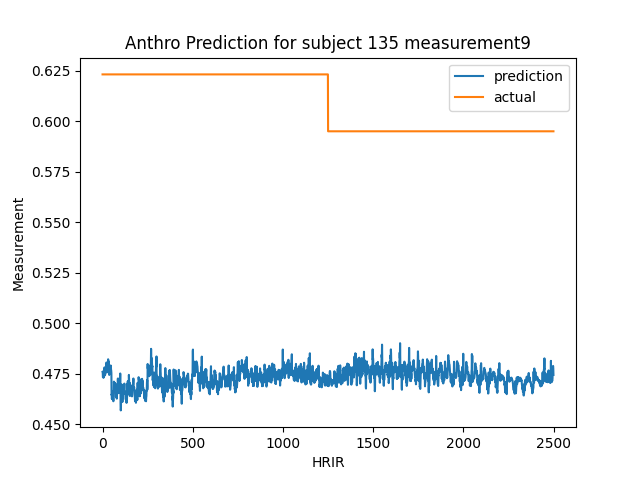 Anthro Prediction for subject 135 measurement9
prediction
actual
0.625
0.600
0.575
0.550
0.525
0.500
0.475
0.450
Measurement
0
500
1000
1500
2000
2500
HRIR